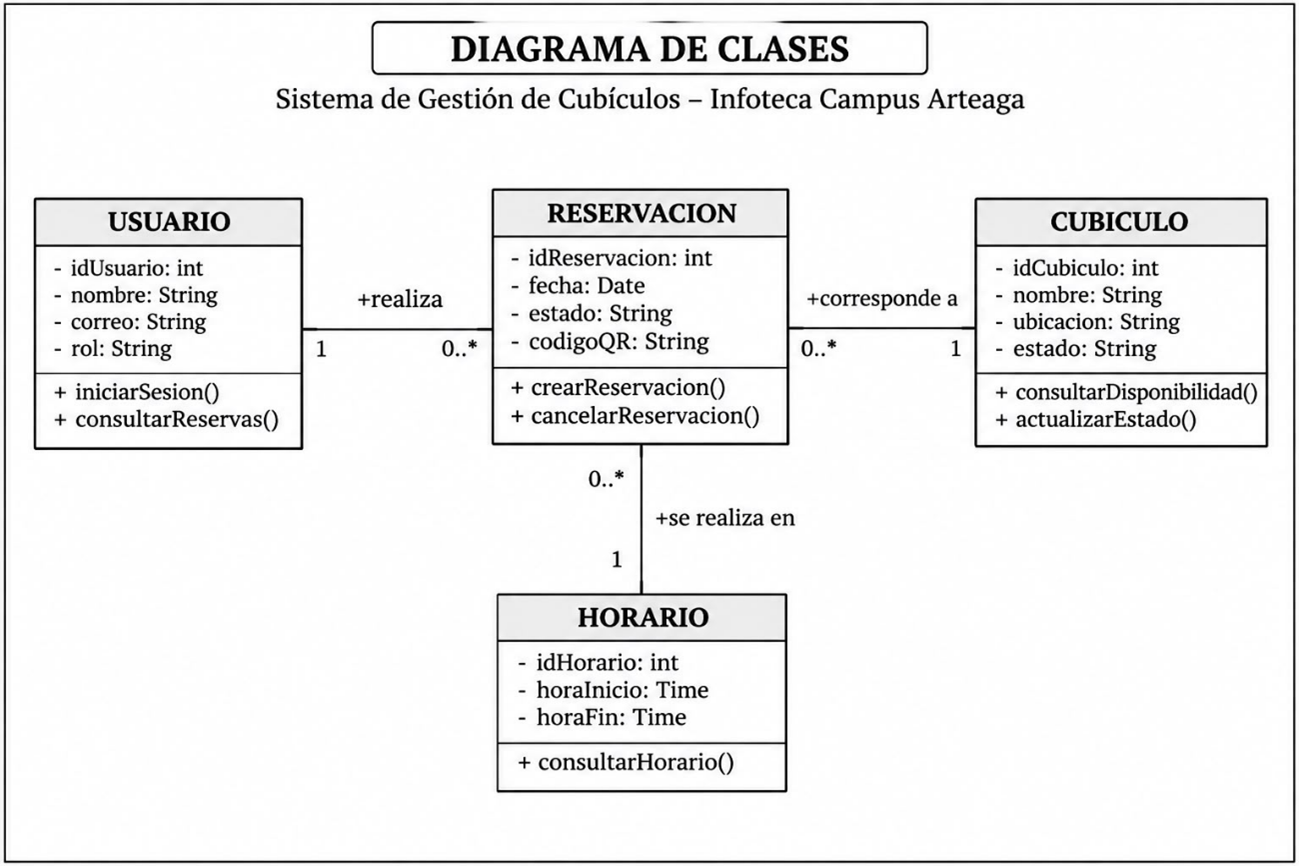 DIAGRAMA DE CLASES
Sistema de Gestión de Cubículos – Infoteca Campus Arteaga
USUARIO
- idUsuario: int
- nombre: String
- correo: String
- rol: String
+ iniciarSesion()
+ consultarReservas()
+realiza
1
0..*
RESERVACION
- idReservacion: int
- fecha: Date
- estado: String
- codigoQR: String
+ crearReservacion()
+ cancelarReservacion()
+corresponde a
0..*
1
CUBICULO
- idCubiculo: int
- nombre: String
- ubicacion: String
- estado: String
+ consultarDisponibilidad()
+ actualizarEstado()
0..*
+se realiza en
1
HORARIO
- idHorario: int
- horaInicio: Time
- horaFin: Time
+ consultarHorario()